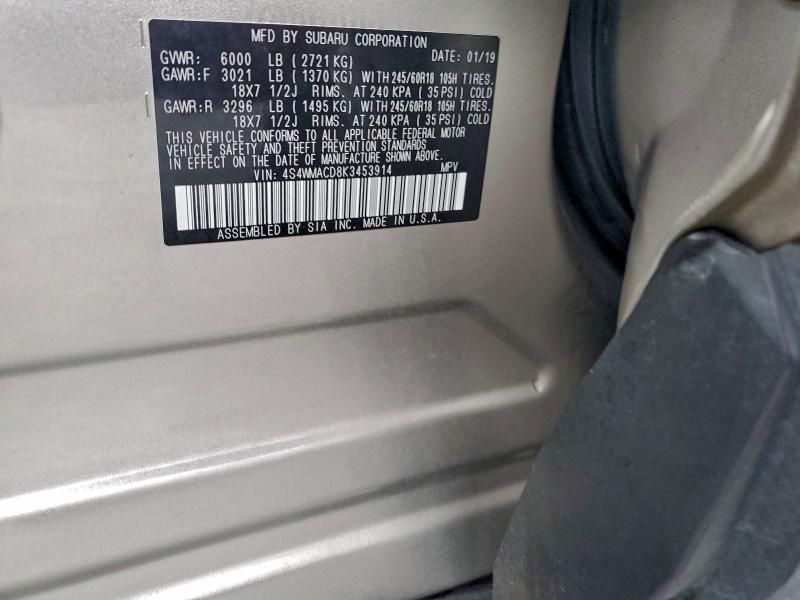 MFD BY SUBARU CORPORATION
GVWR: 6000 LB ( 2721 KG) DATE: 01/19
GAWR:F 3021 LB ( 1370 KG) WITH 245/60R18 105H TIRES.
18X7 1/2J RIMS. AT 240 KPA ( 35 PSI) COLD
GAWR:R 3296 LB ( 1495 KG) WITH 245/60R18 105H TIRES.
18X7 1/2J RIMS. AT 240 KPA ( 35 PSI) COLD
THIS VEHICLE CONFORMS TO ALL APPLICABLE FEDERAL MOTOR
VEHICLE SAFETY AND THEFT PREVENTION STANDARDS
IN EFFECT ON THE DATE OF MANUFACTURE SHOWN ABOVE.
VIN: 4S4WMACD8K3453914 MPV
ASSEMBLED BY SIA INC. MADE IN U.S.A.